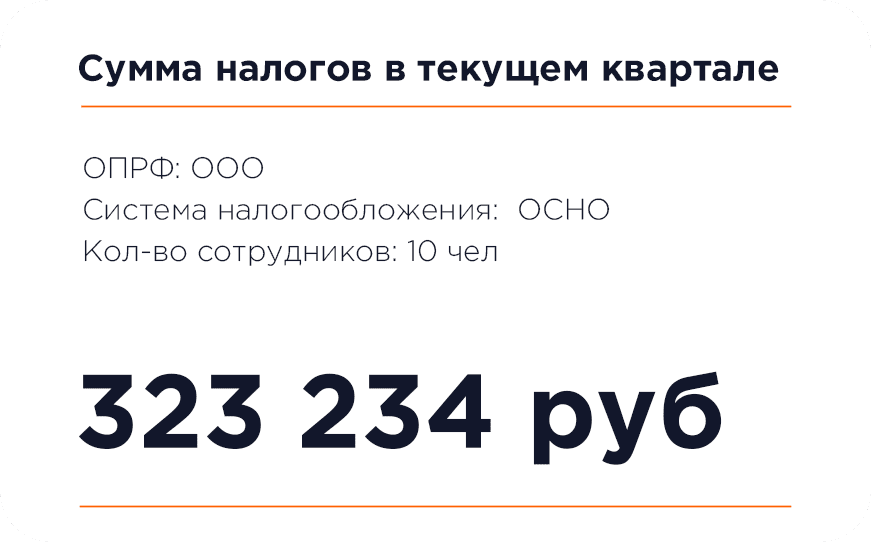 Сумма налогов в текущем квартале
ОПРФ: ООО
Система налогообложения: ОСНО
Кол-во сотрудников: 10 чел
323 234 руб